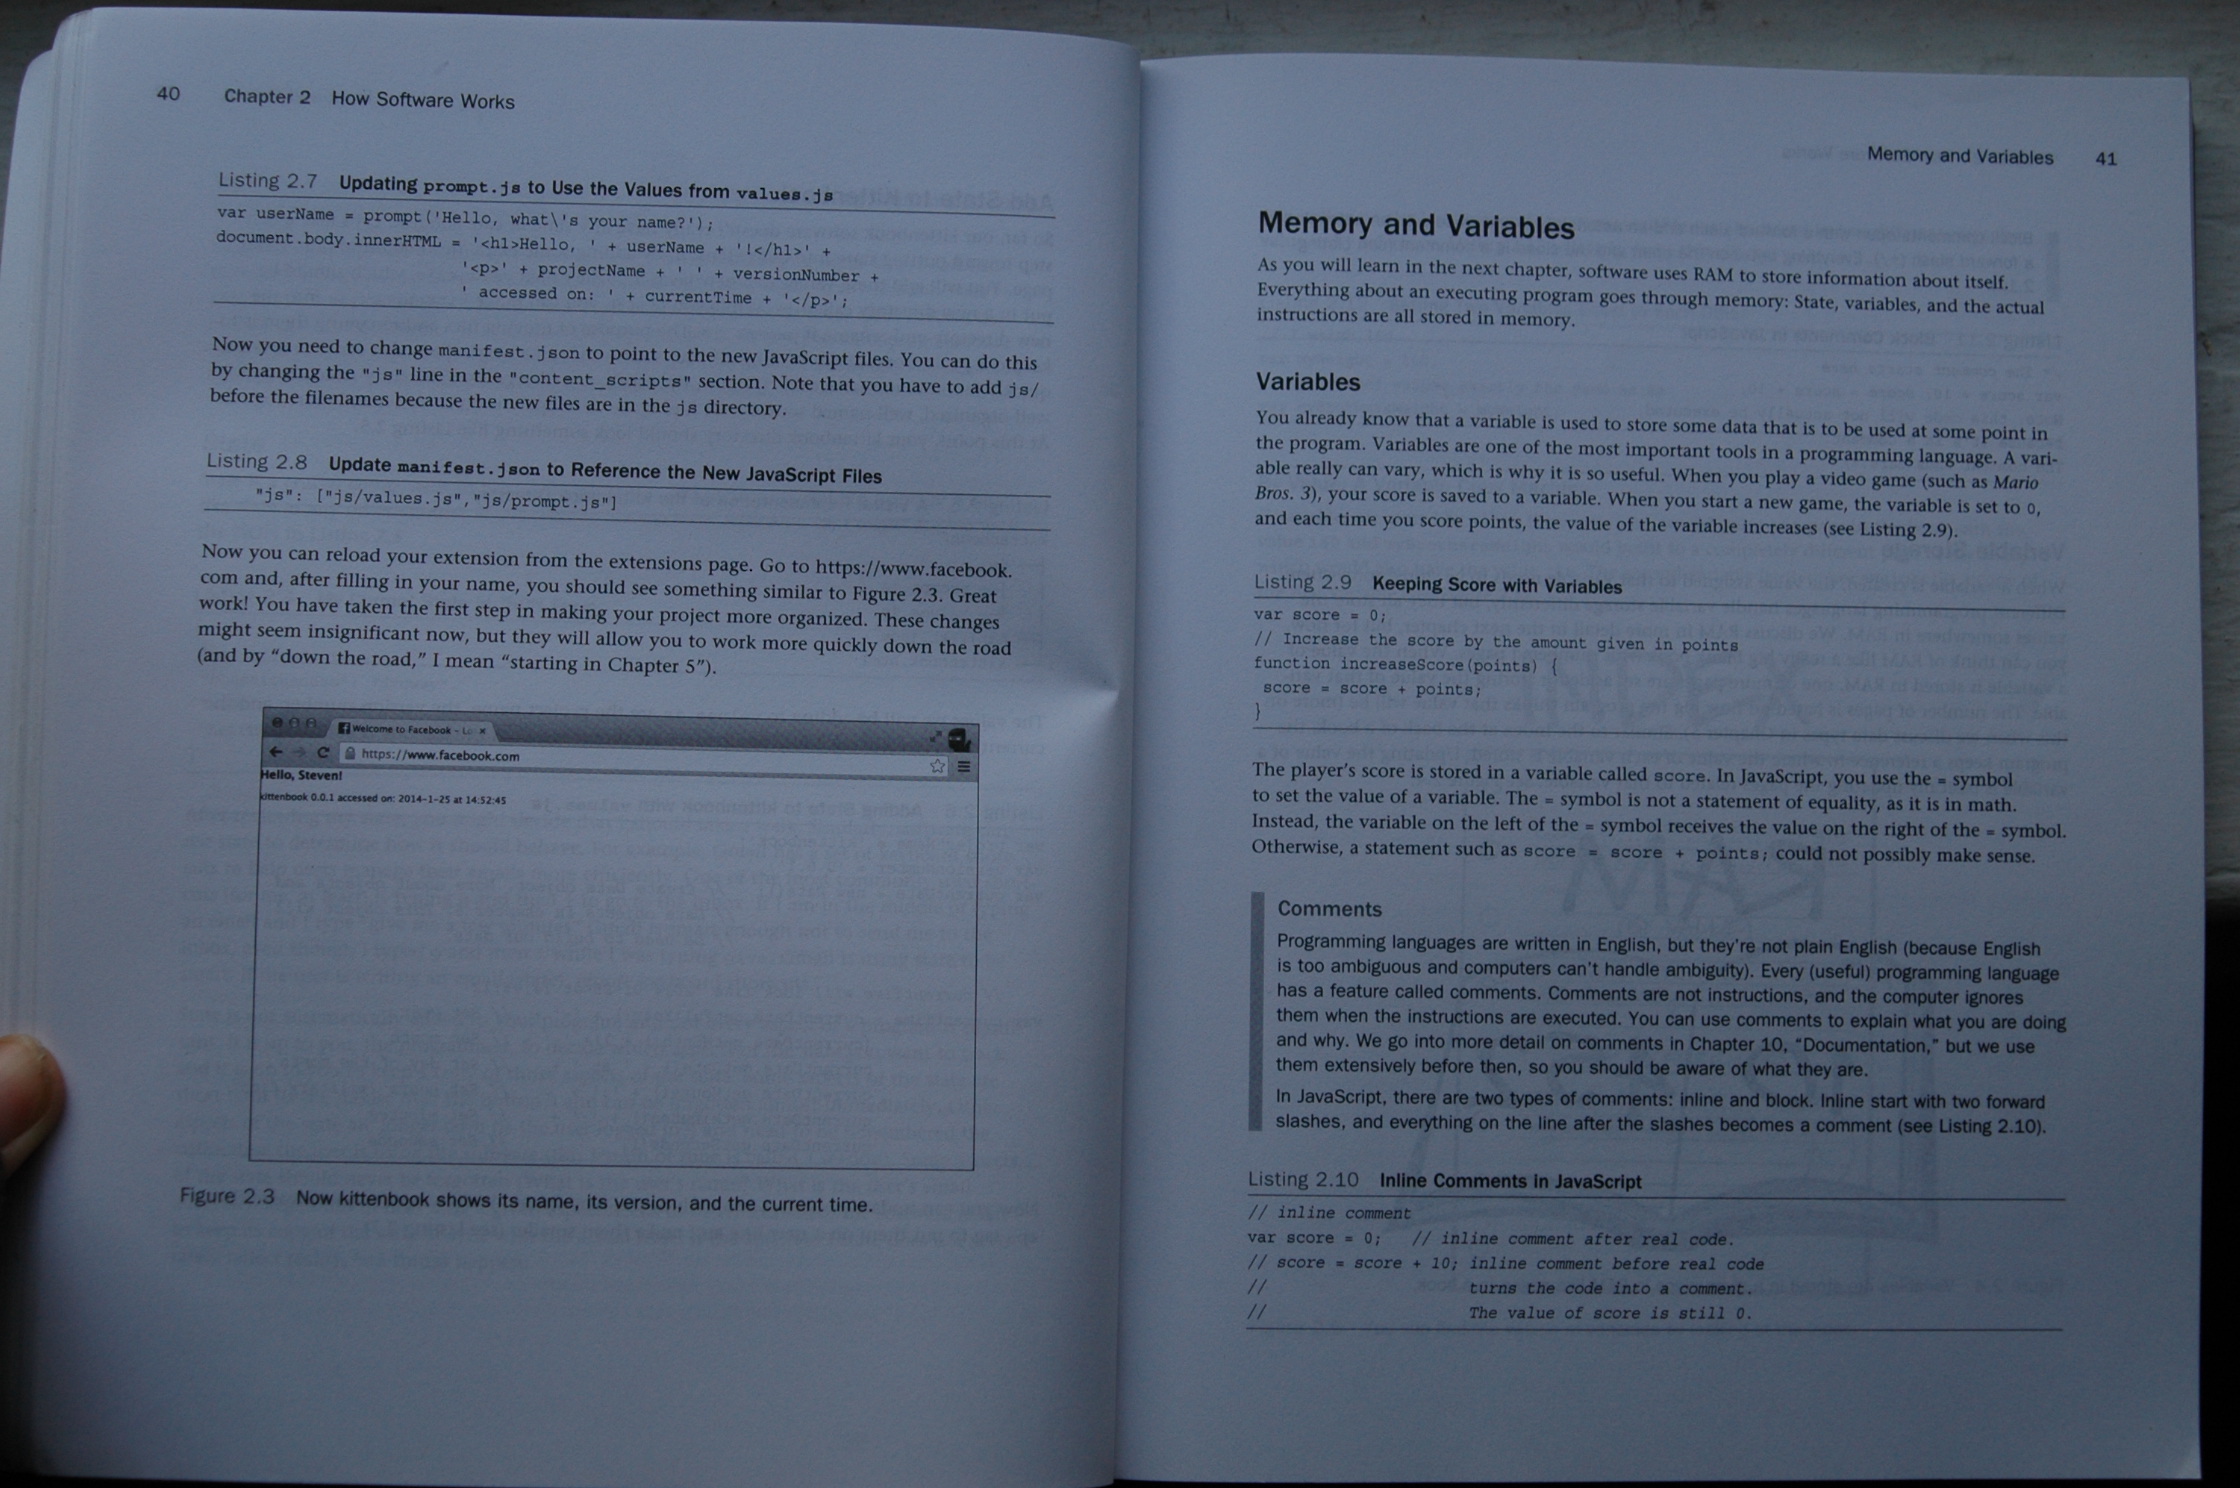 40 Chapter 2 How Software Works
Listing 2.7 Updating prompt.js to Use the Values from values.js
var userName = prompt('Hello, what\'s your name?');
document.body.innerHTML = '<h1>Hello, ' + userName + '!</h1>' +
'<p>' + projectName + ' ' + versionNumber +
' accessed on: ' + currentTime + '</p>';
Now you need to change manifest.json to point to the new JavaScript files. You can do this
by changing the "js" line in the "content_scripts" section. Note that you have to add js/
before the filenames because the new files are in the js directory.
Listing 2.8 Update manifest.json to Reference the New JavaScript Files
"js": ["js/values.js","js/prompt.js"]
Now you can reload your extension from the extensions page. Go to https://www.facebook.
com and, after filling in your name, you should see something similar to Figure 2.3. Great
work! You have taken the first step in making your project more organized. These changes
might seem insignificant now, but they will allow you to work more quickly down the road
(and by “down the road,” I mean “starting in Chapter 5”).
Welcome to Facebook - Lo
https://www.facebook.com
Hello, Steven!
kittenbook 0.0.1 accessed on: 2014-1-25 at 14:52:45
Figure 2.3 Now kittenbook shows its name, its version, and the current time.
Memory and Variables 41
Memory and Variables
As you will learn in the next chapter, software uses RAM to store information about itself.
Everything about an executing program goes through memory: State, variables, and the actual
instructions are all stored in memory.
Variables
You already know that a variable is used to store some data that is to be used at some point in
the program. Variables are one of the most important tools in a programming language. A vari-
able really can vary, which is why it is so useful. When you play a video game (such as Mario
Bros. 3), your score is saved to a variable. When you start a new game, the variable is set to 0,
and each time you score points, the value of the variable increases (see Listing 2.9).
Listing 2.9 Keeping Score with Variables
var score = 0;
// Increase the score by the amount given in points
function increaseScore(points) {
score = score + points;
}
The player’s score is stored in a variable called score. In JavaScript, you use the = symbol
to set the value of a variable. The = symbol is not a statement of equality, as it is in math.
Instead, the variable on the left of the = symbol receives the value on the right of the = symbol.
Otherwise, a statement such as score = score + points; could not possibly make sense.
Comments
Programming languages are written in English, but they’re not plain English (because English
is too ambiguous and computers can’t handle ambiguity). Every (useful) programming language
has a feature called comments. Comments are not instructions, and the computer ignores
them when the instructions are executed. You can use comments to explain what you are doing
and why. We go into more detail on comments in Chapter 10, “Documentation,” but we use
them extensively before then, so you should be aware of what they are.
In JavaScript, there are two types of comments: inline and block. Inline start with two forward
slashes, and everything on the line after the slashes becomes a comment (see Listing 2.10).
Listing 2.10 Inline Comments in JavaScript
// inline comment
var score = 0; // inline comment after real code.
// score = score + 10; inline comment before real code
// turns the code into a comment.
// The value of score is still 0.